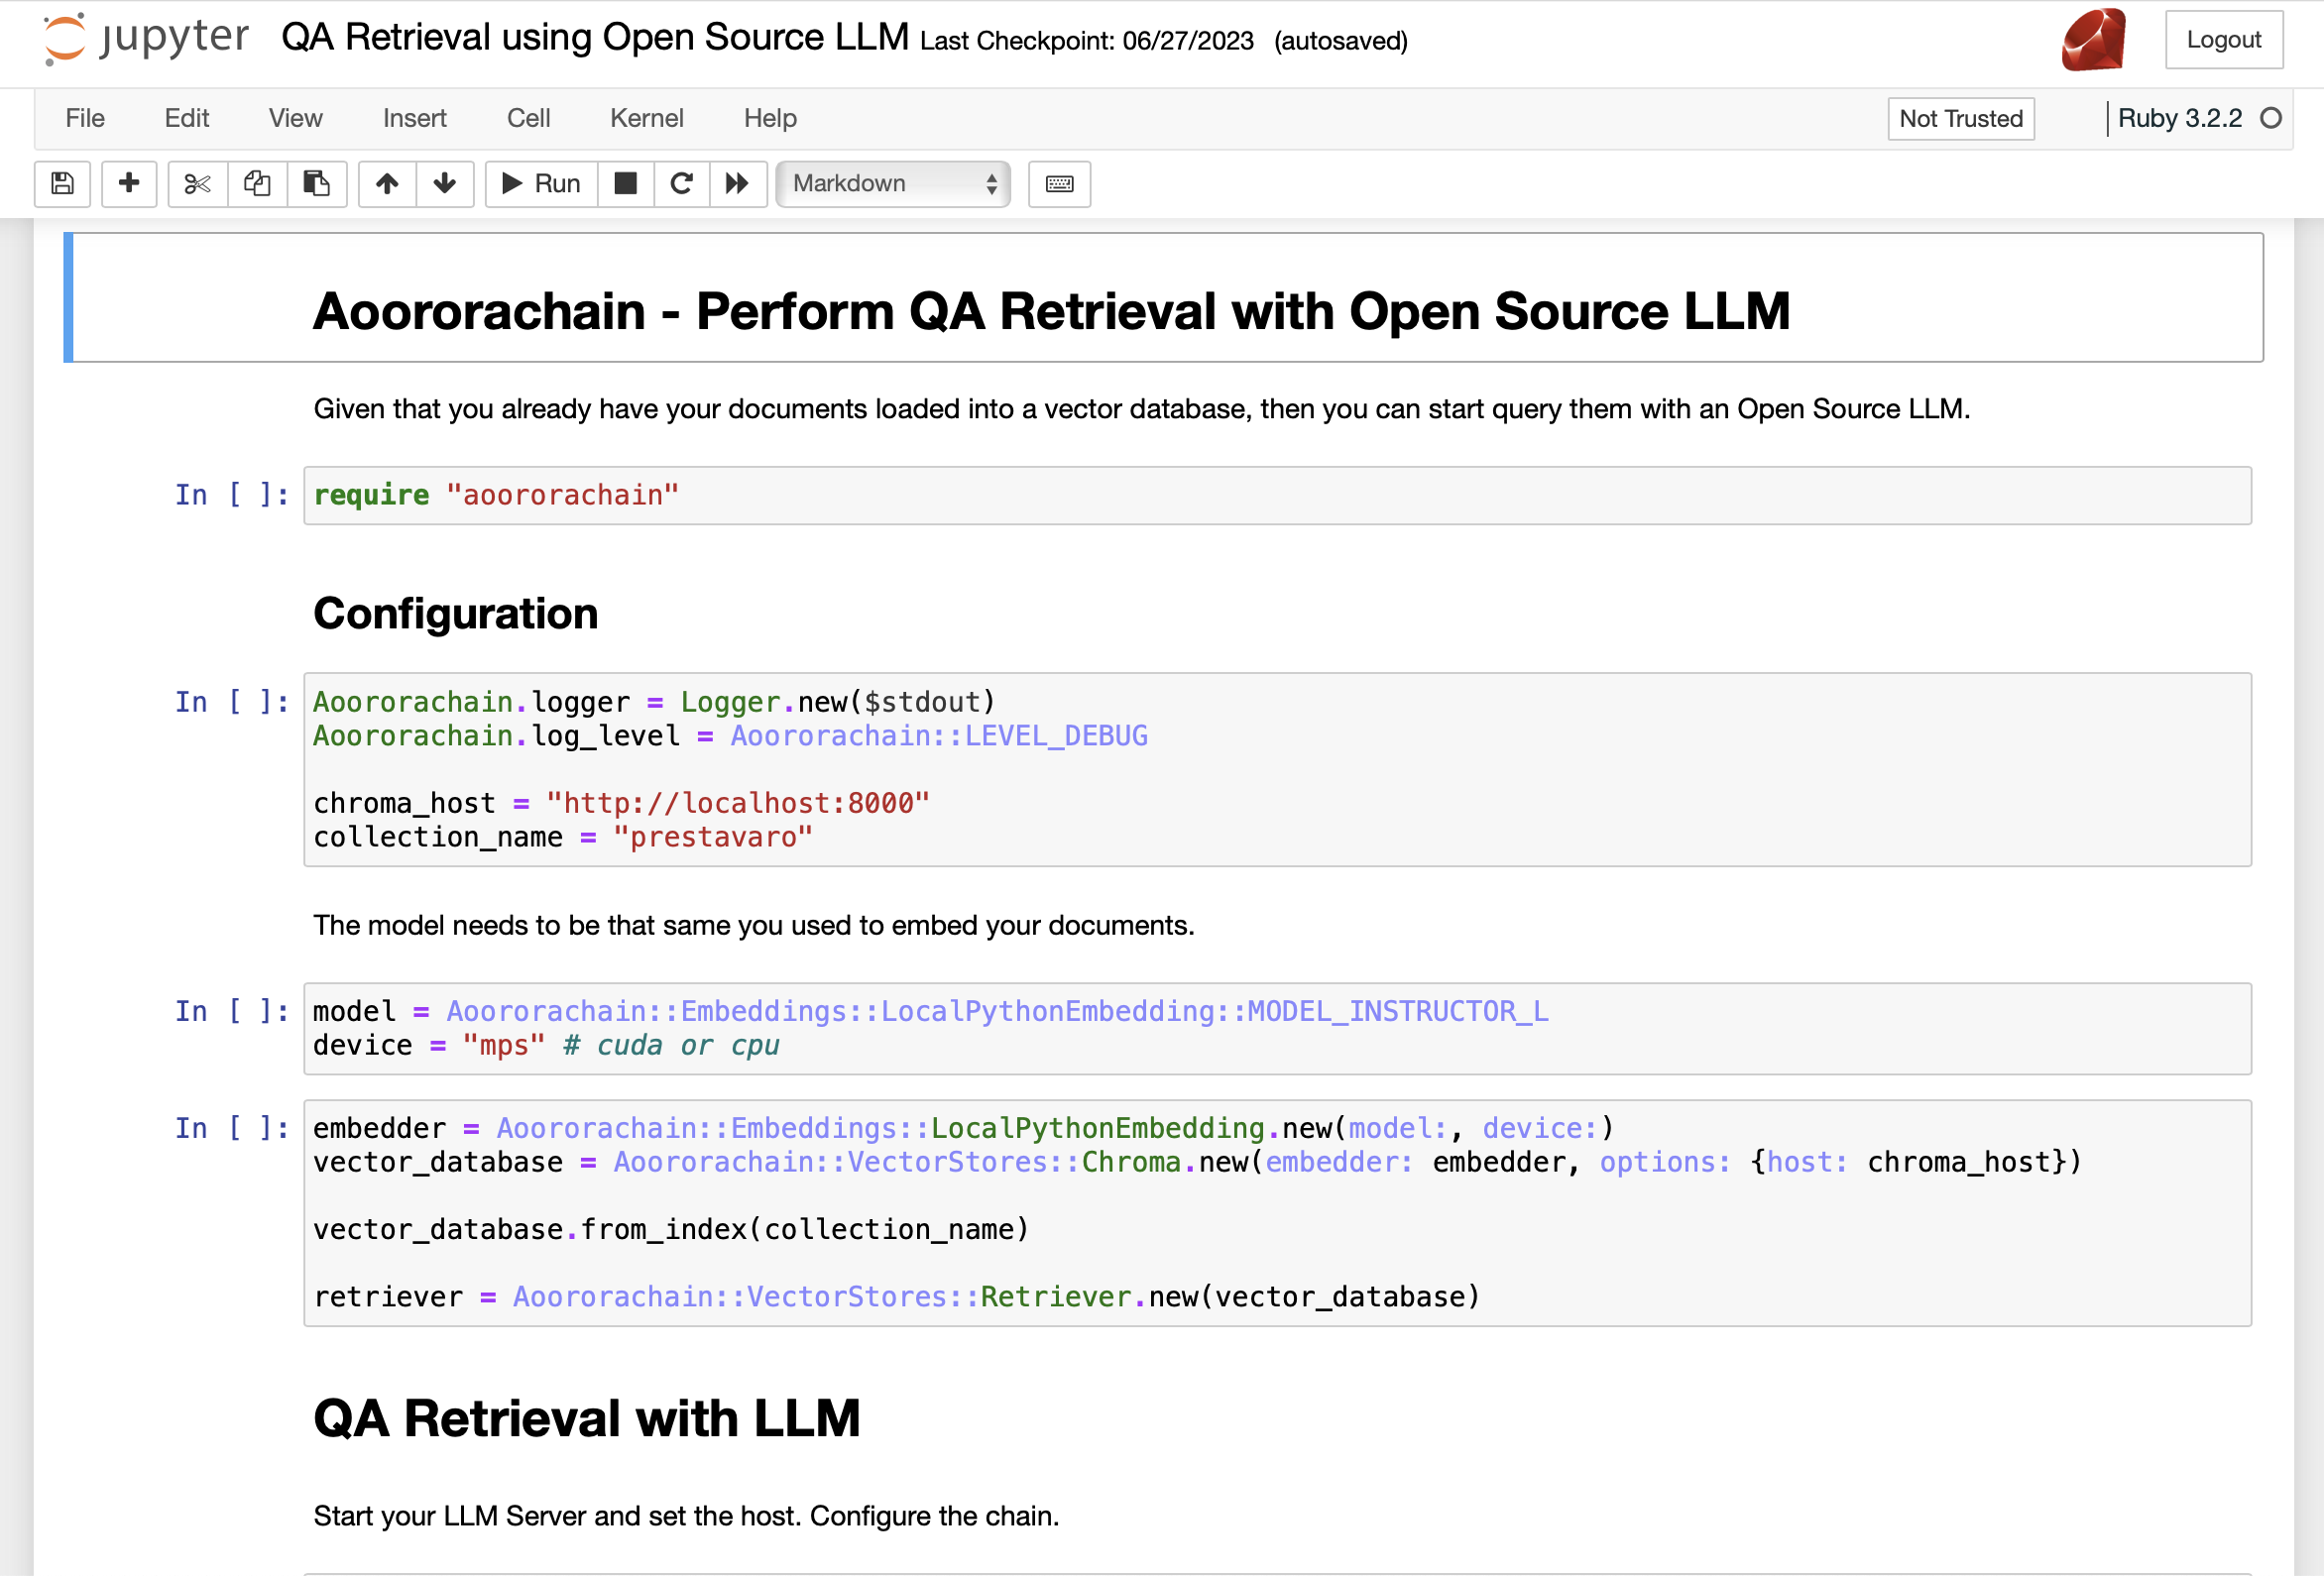 jupyter QA Retrieval using Open Source LLM Last Checkpoint: 06/27/2023 (autosaved) Logout
File Edit View Insert Cell Kernel Help Not Trusted Ruby 3.2.2
Run Markdown
Aoororachain - Perform QA Retrieval with Open Source LLM
Given that you already have your documents loaded into a vector database, then you can start query them with an Open Source LLM.
In [ ]: require "aoororachain"
Configuration
In [ ]: Aoororachain.logger = Logger.new($stdout)
Aoororachain.log_level = Aoororachain::LEVEL_DEBUG
chroma_host = "http://localhost:8000"
collection_name = "prestavaro"
The model needs to be that same you used to embed your documents.
In [ ]: model = Aoororachain::Embeddings::LocalPythonEmbedding::MODEL_INSTRUCTOR_L
device = "mps" # cuda or cpu
In [ ]: embedder = Aoororachain::Embeddings::LocalPythonEmbedding.new(model:, device:)
vector_database = Aoororachain::VectorStores::Chroma.new(embedder: embedder, options: {host: chroma_host})
vector_database.from_index(collection_name)
retriever = Aoororachain::VectorStores::Retriever.new(vector_database)
QA Retrieval with LLM
Start your LLM Server and set the host. Configure the chain.